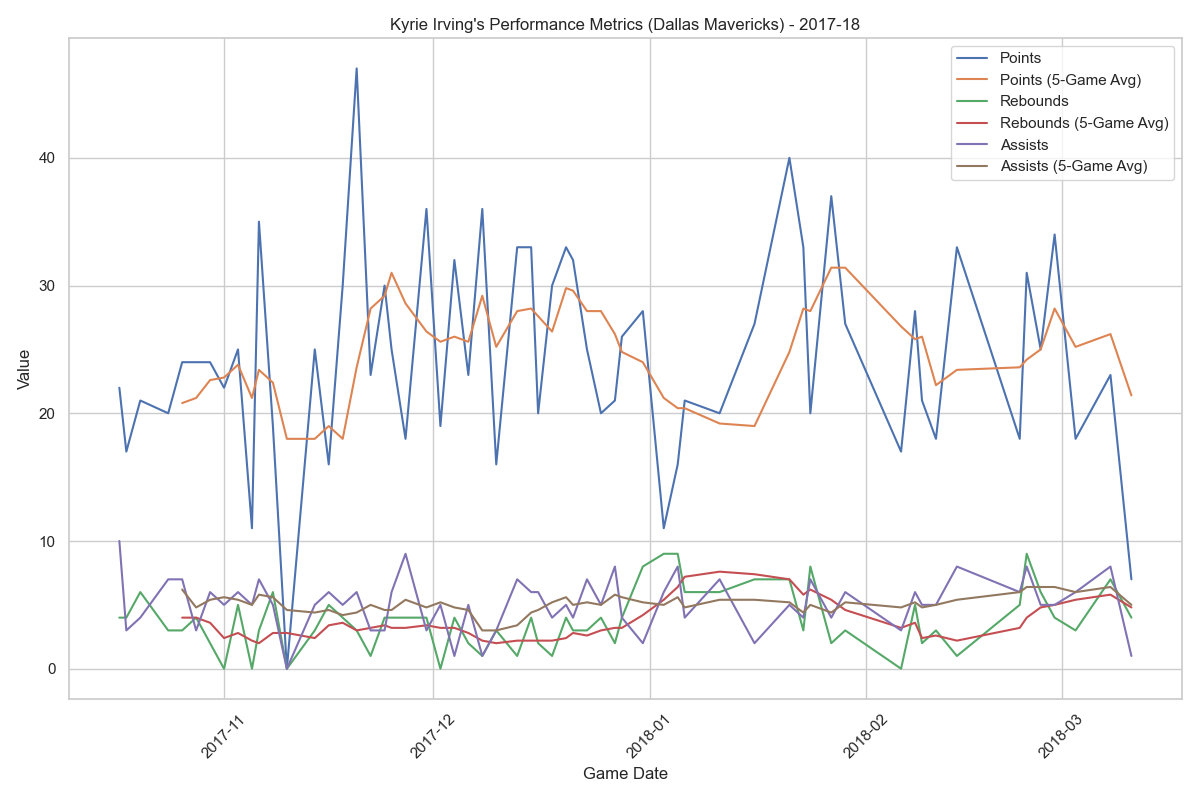 Kyrie Irving's Performance Metrics (Dallas Mavericks) - 2017-18
Points
Points (5-Game Avg)
Rebounds
Rebounds (5-Game Avg)
Assists
Assists (5-Game Avg)
Value
40
30
20
10
0
2017-11
2017-12
2018-01
2018-02
2018-03
Game Date